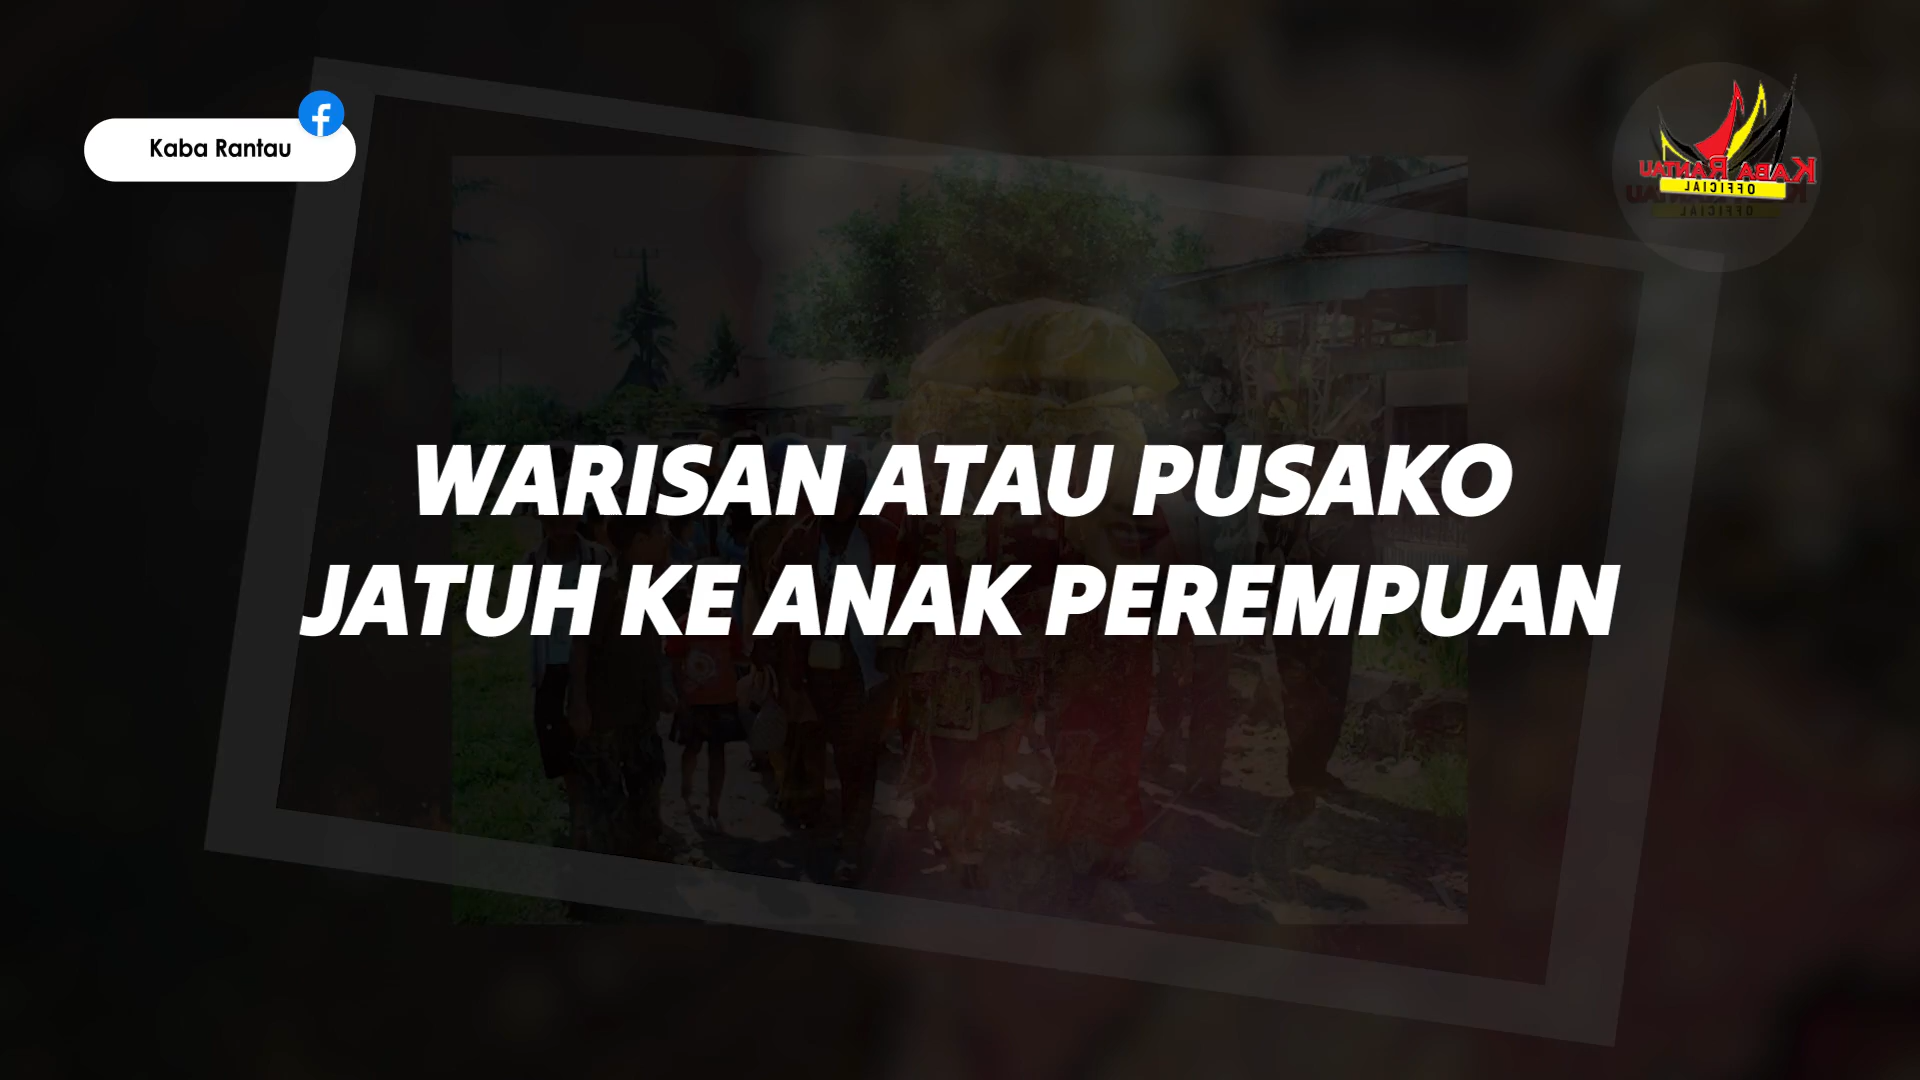 Kaba Rantau
KABA RANTAU
OFFICIAL
WARISAN ATAU PUSAKO
JATUH KE ANAK PEREMPUAN